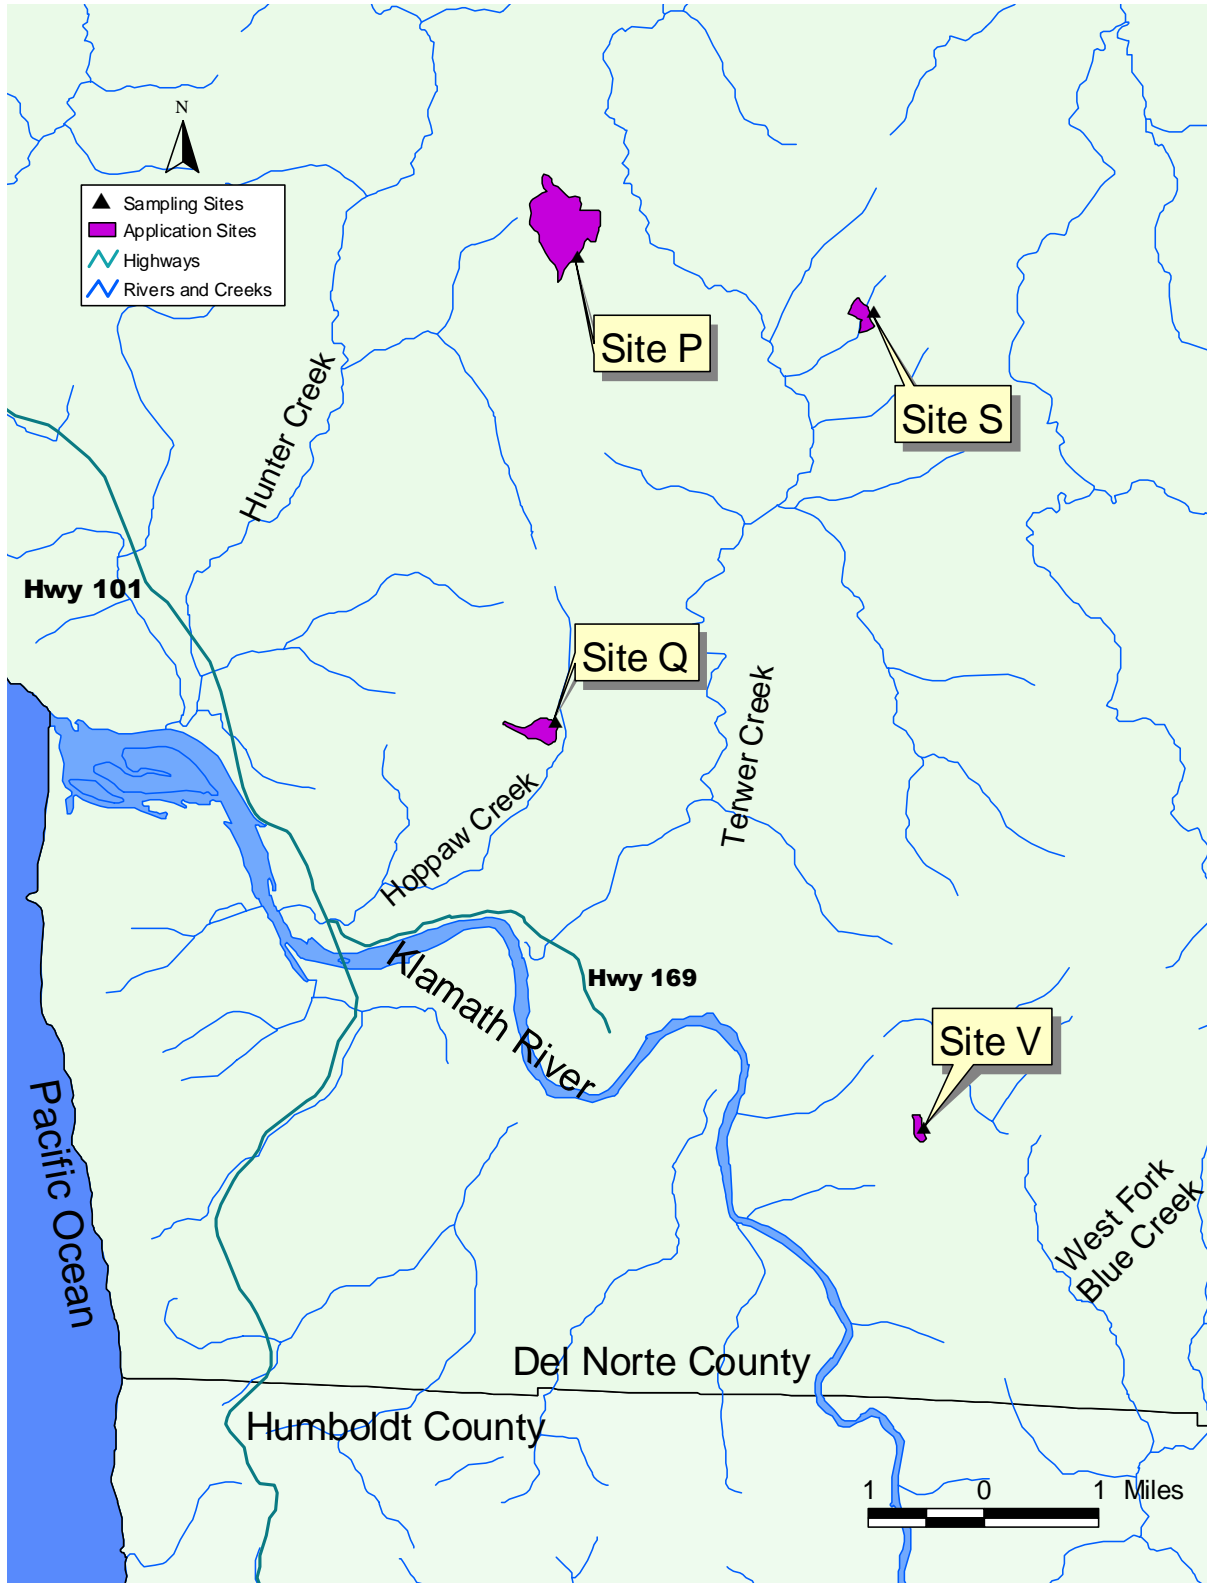 N
Sampling Sites
Application Sites
Highways
Rivers and Creeks
Site P
Site S
Hunter Creek
Hwy 101
Site Q
Terwer Creek
Hoppaw Creek
Klamath River
Hwy 169
Site V
Pacific Ocean
West Fork
Blue Creek
Del Norte County
Humboldt County
1 0 1 Miles